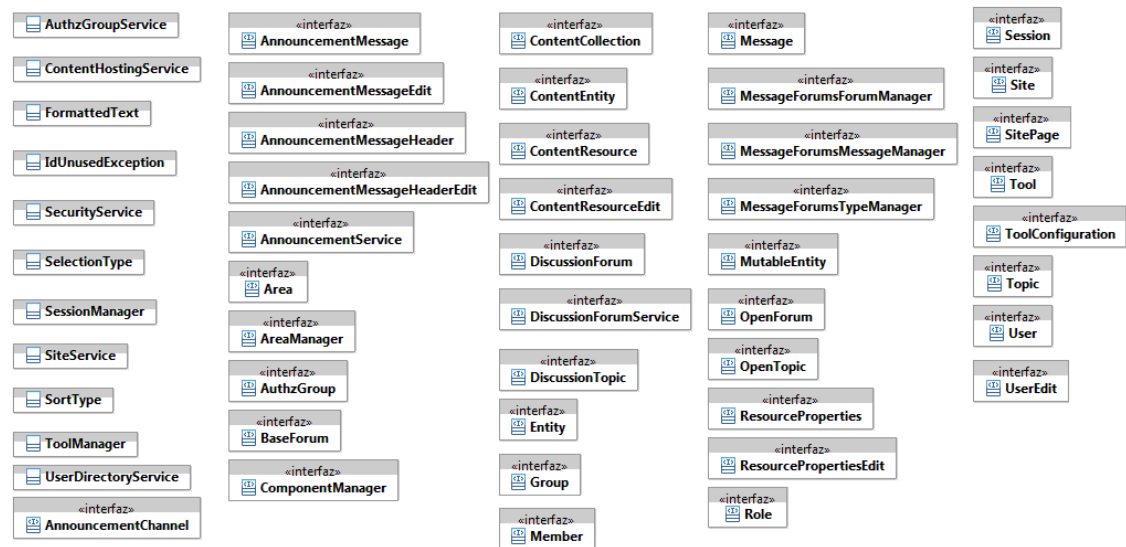 AuthzGroupService
ContentHostingService
FormattedText
IdUnusedException
SecurityService
SelectionType
SessionManager
SiteService
SortType
ToolManager
UserDirectoryService
«interfaz»
AnnouncementChannel
«interfaz»
AnnouncementMessage
«interfaz»
AnnouncementMessageEdit
«interfaz»
AnnouncementMessageHeader
«interfaz»
AnnouncementMessageHeaderEdit
«interfaz»
AnnouncementService
«interfaz»
Area
«interfaz»
AreaManager
«interfaz»
AuthzGroup
«interfaz»
BaseForum
«interfaz»
ComponentManager
«interfaz»
ContentCollection
«interfaz»
ContentEntity
«interfaz»
ContentResource
«interfaz»
ContentResourceEdit
«interfaz»
DiscussionForum
«interfaz»
DiscussionForumService
«interfaz»
DiscussionTopic
«interfaz»
Entity
«interfaz»
Group
«interfaz»
Member
«interfaz»
Message
«interfaz»
MessageForumsForumManager
«interfaz»
MessageForumsMessageManager
«interfaz»
MessageForumsTypeManager
«interfaz»
MutableEntity
«interfaz»
OpenForum
«interfaz»
OpenTopic
«interfaz»
ResourceProperties
«interfaz»
ResourcePropertiesEdit
«interfaz»
Role
«interfaz»
Session
«interfaz»
Site
«interfaz»
SitePage
«interfaz»
Tool
«interfaz»
ToolConfiguration
«interfaz»
Topic
«interfaz»
User
«interfaz»
UserEdit